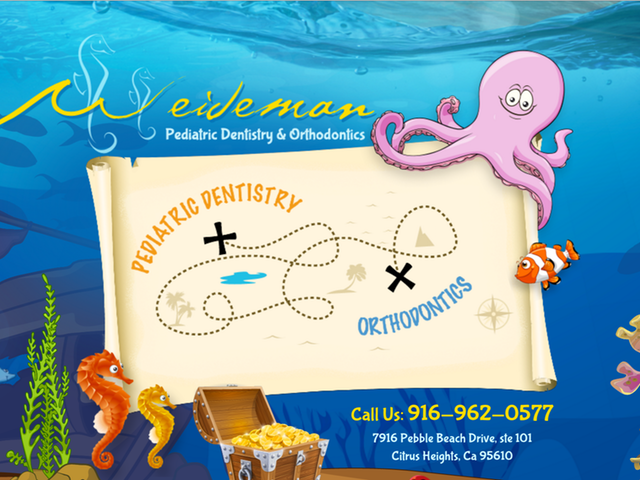 Weideman
Pediatric Dentistry & Orthodontics
PEDIATRIC DENTISTRY
ORTHODONTICS
Call Us: 916-962-0577
7916 Pebble Beach Drive, ste 101
Citrus Heights, Ca 95610